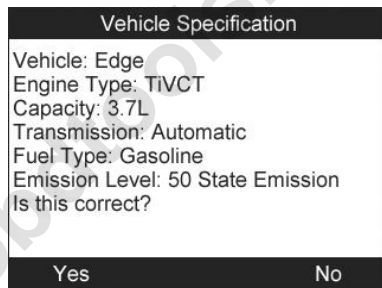 Vehicle Specification
Vehicle: Edge
Engine Type: TiVCT
Capacity: 3.7L
Transmission: Automatic
Fuel Type: Gasoline
Emission Level: 50 State Emission
Is this correct?
Yes No